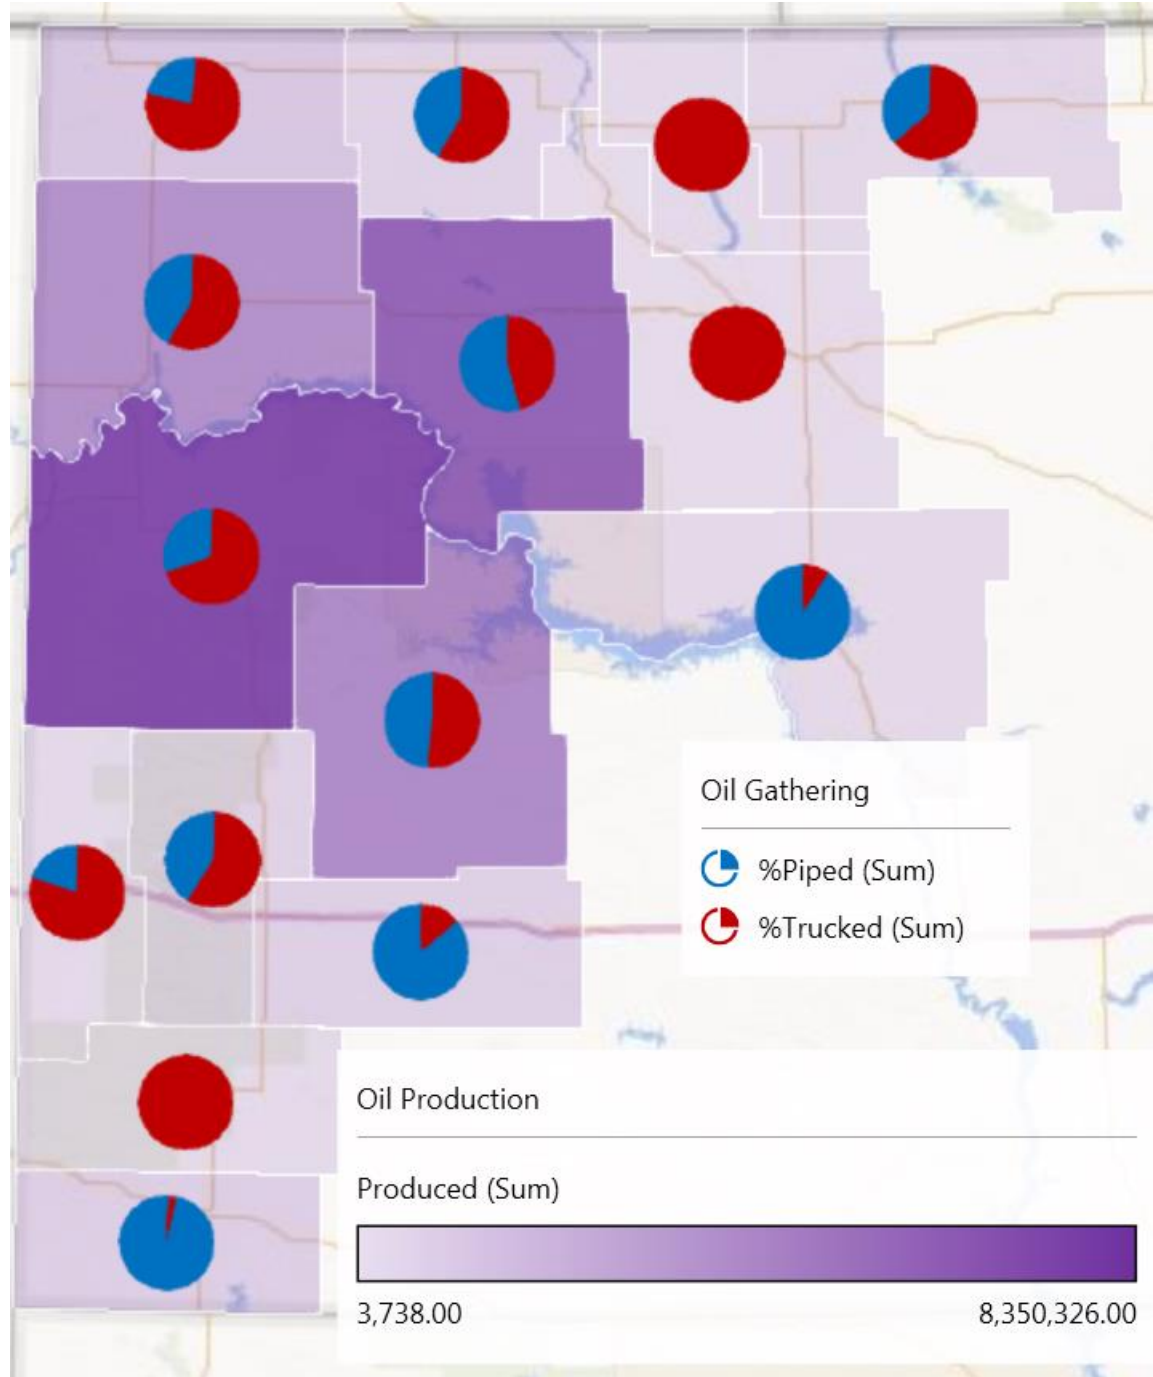 Oil Gathering
%Piped (Sum)
%Trucked (Sum)
Oil Production
Produced (Sum)
3,738.00
8,350,326.00